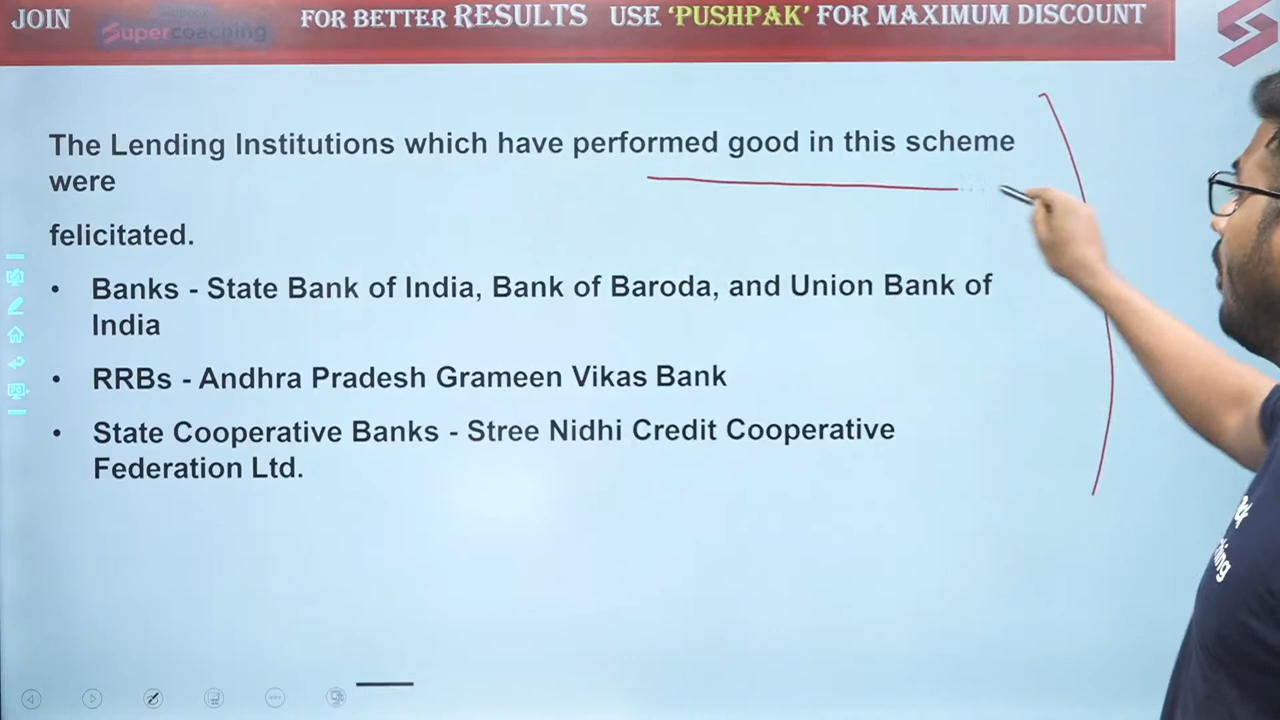 JOIN
testbook
Supercoaching
FOR BETTER RESULTS USE ‘PUSHPAK’ FOR MAXIMUM DISCOUNT
The Lending Institutions which have performed good in this scheme
were
felicitated.
• Banks - State Bank of India, Bank of Baroda, and Union Bank of
India
• RRBs - Andhra Pradesh Grameen Vikas Bank
• State Cooperative Banks - Stree Nidhi Credit Cooperative
Federation Ltd.